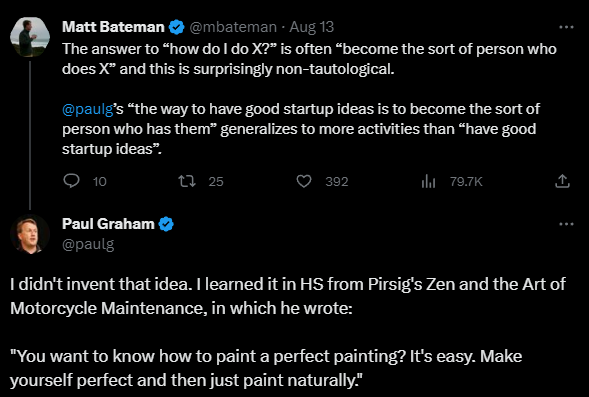 Matt Bateman @mbateman · Aug 13
The answer to “how do I do X?” is often “become the sort of person who
does X” and this is surprisingly non-tautological.
@paulg’s “the way to have good startup ideas is to become the sort of
person who has them” generalizes to more activities than “have good
startup ideas”.
10 25 392 79.7K
Paul Graham
@paulg
I didn't invent that idea. I learned it in HS from Pirsig's Zen and the Art of
Motorcycle Maintenance, in which he wrote:
"You want to know how to paint a perfect painting? It's easy. Make
yourself perfect and then just paint naturally."